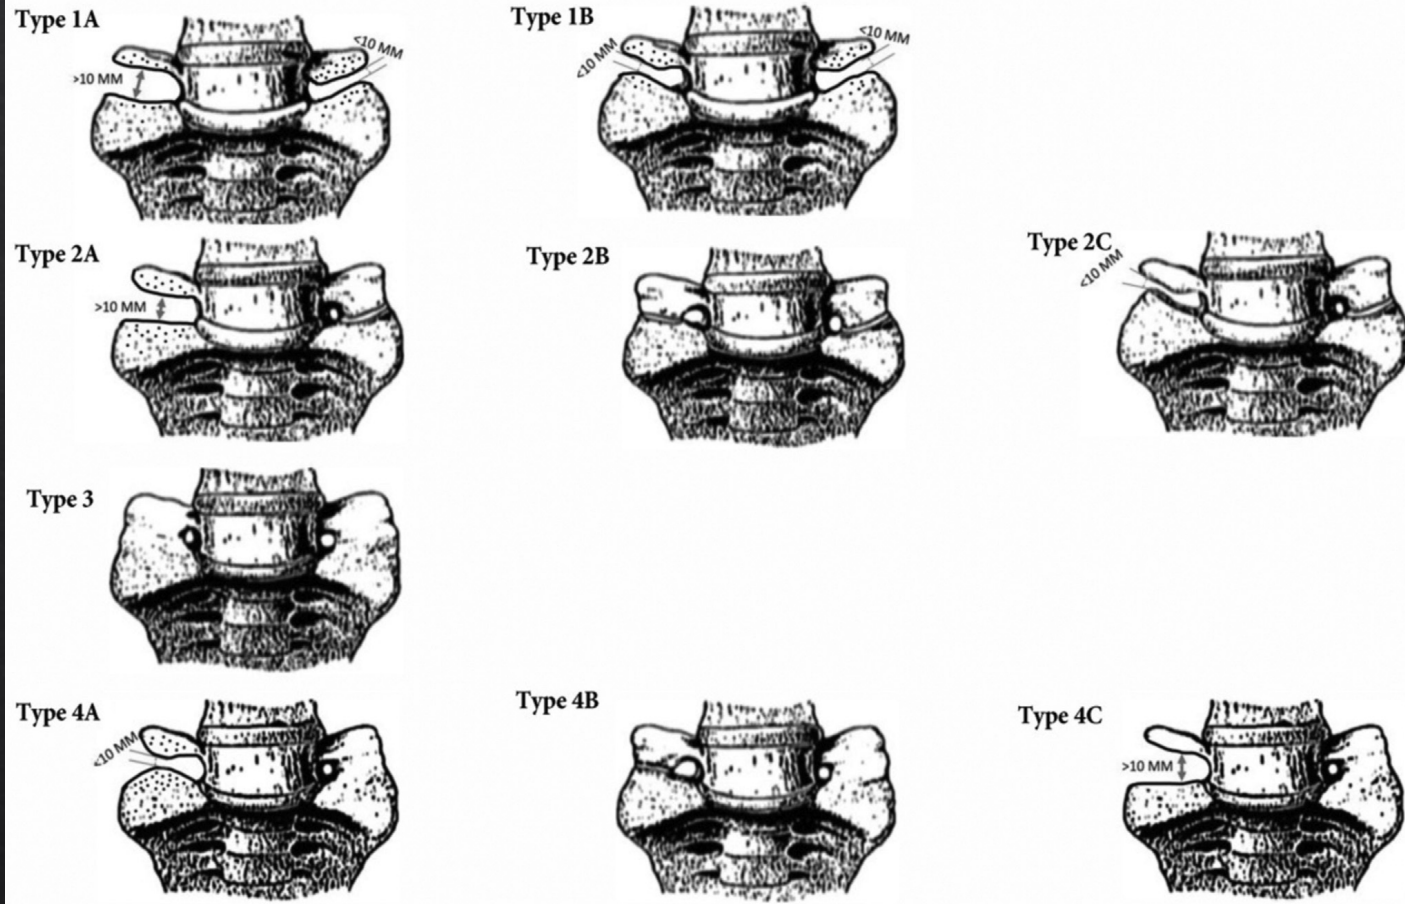 Type 1A
<10 MM
>10 MM
Type 1B
<10 MM
<10 MM
Type 2A
>10 MM
Type 2B
Type 2C
<10 MM
Type 3
Type 4A
<10 MM
Type 4B
Type 4C
>10 MM